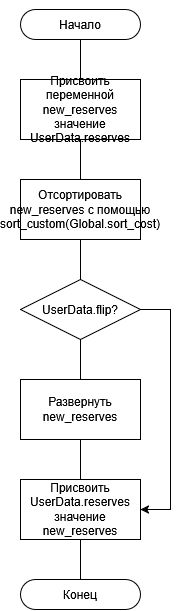 Начало
Присвоить
переменной
new_reserves
значение
UserData.reserves
Отсортировать
new_reserves с помощью
sort_custom(Global.sort_cost)
UserData.flip?
Развернуть
new_reserves
Присвоить
UserData.reserves
значение
new_reserves
Конец